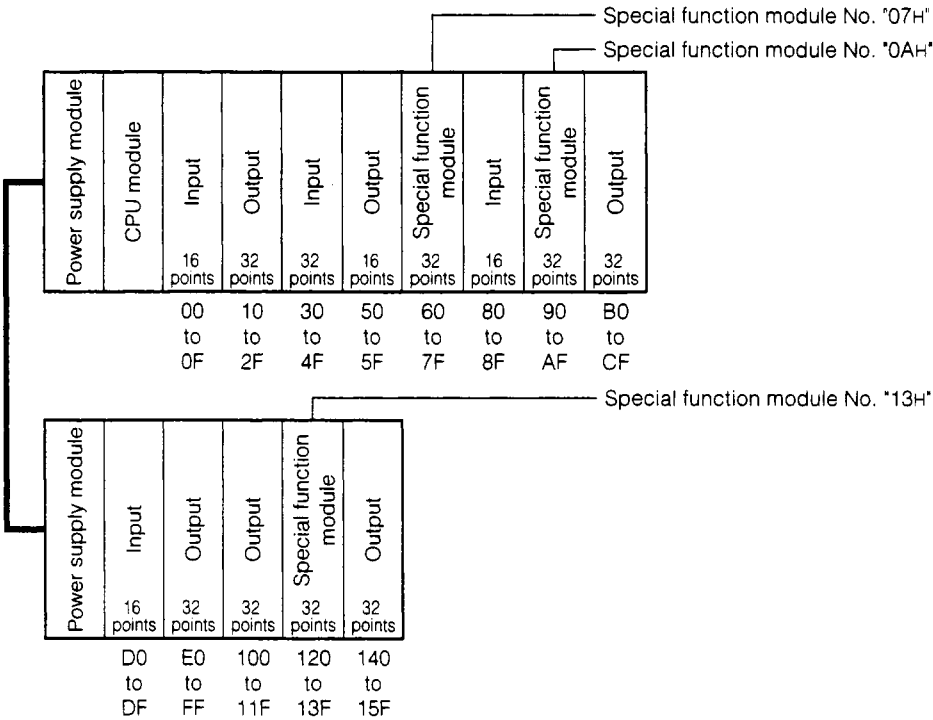 Special function module No. "07H"
Special function module No. "0AH"
Power supply module
CPU module
Input
16
points
Output
32
points
Input
32
points
Output
16
points
Special function
module
32
points
Input
16
points
Special function
module
32
points
Output
32
points
00
to
0F
10
to
2F
30
to
4F
50
to
5F
60
to
7F
80
to
8F
90
to
AF
B0
to
CF
Special function module No. "13H"
Power supply module
Input
16
points
Output
32
points
Output
32
points
Special function
module
32
points
Output
32
points
D0
to
DF
E0
to
FF
100
to
11F
120
to
13F
140
to
15F